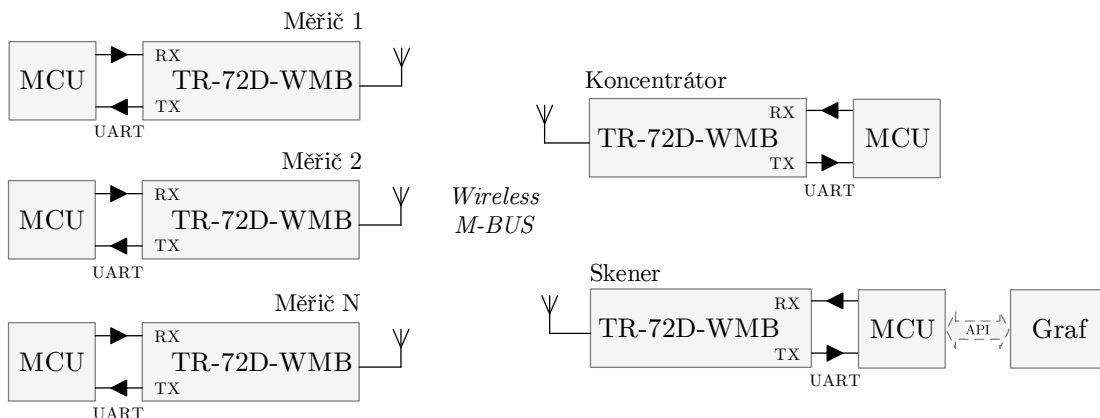 Měřič 1
MCU
RX
TR-72D-WMB
TX
UART
Měřič 2
MCU
RX
TR-72D-WMB
TX
UART
Měřič N
MCU
RX
TR-72D-WMB
TX
UART
Wireless
M-BUS
Koncentrátor
RX
TR-72D-WMB
TX
MCU
UART
Skener
RX
TR-72D-WMB
TX
MCU
API
Graf
UART